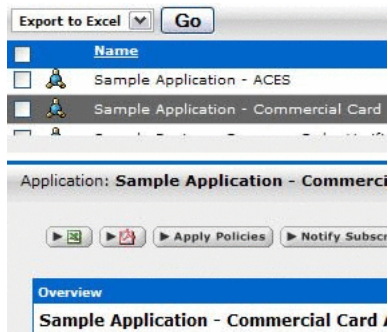 Export to Excel Go
Name
Sample Application - ACES
Sample Application - Commercial Card
Application: Sample Application - Commerci
Apply Policies Notify Subscr
Overview
Sample Application - Commercial Card